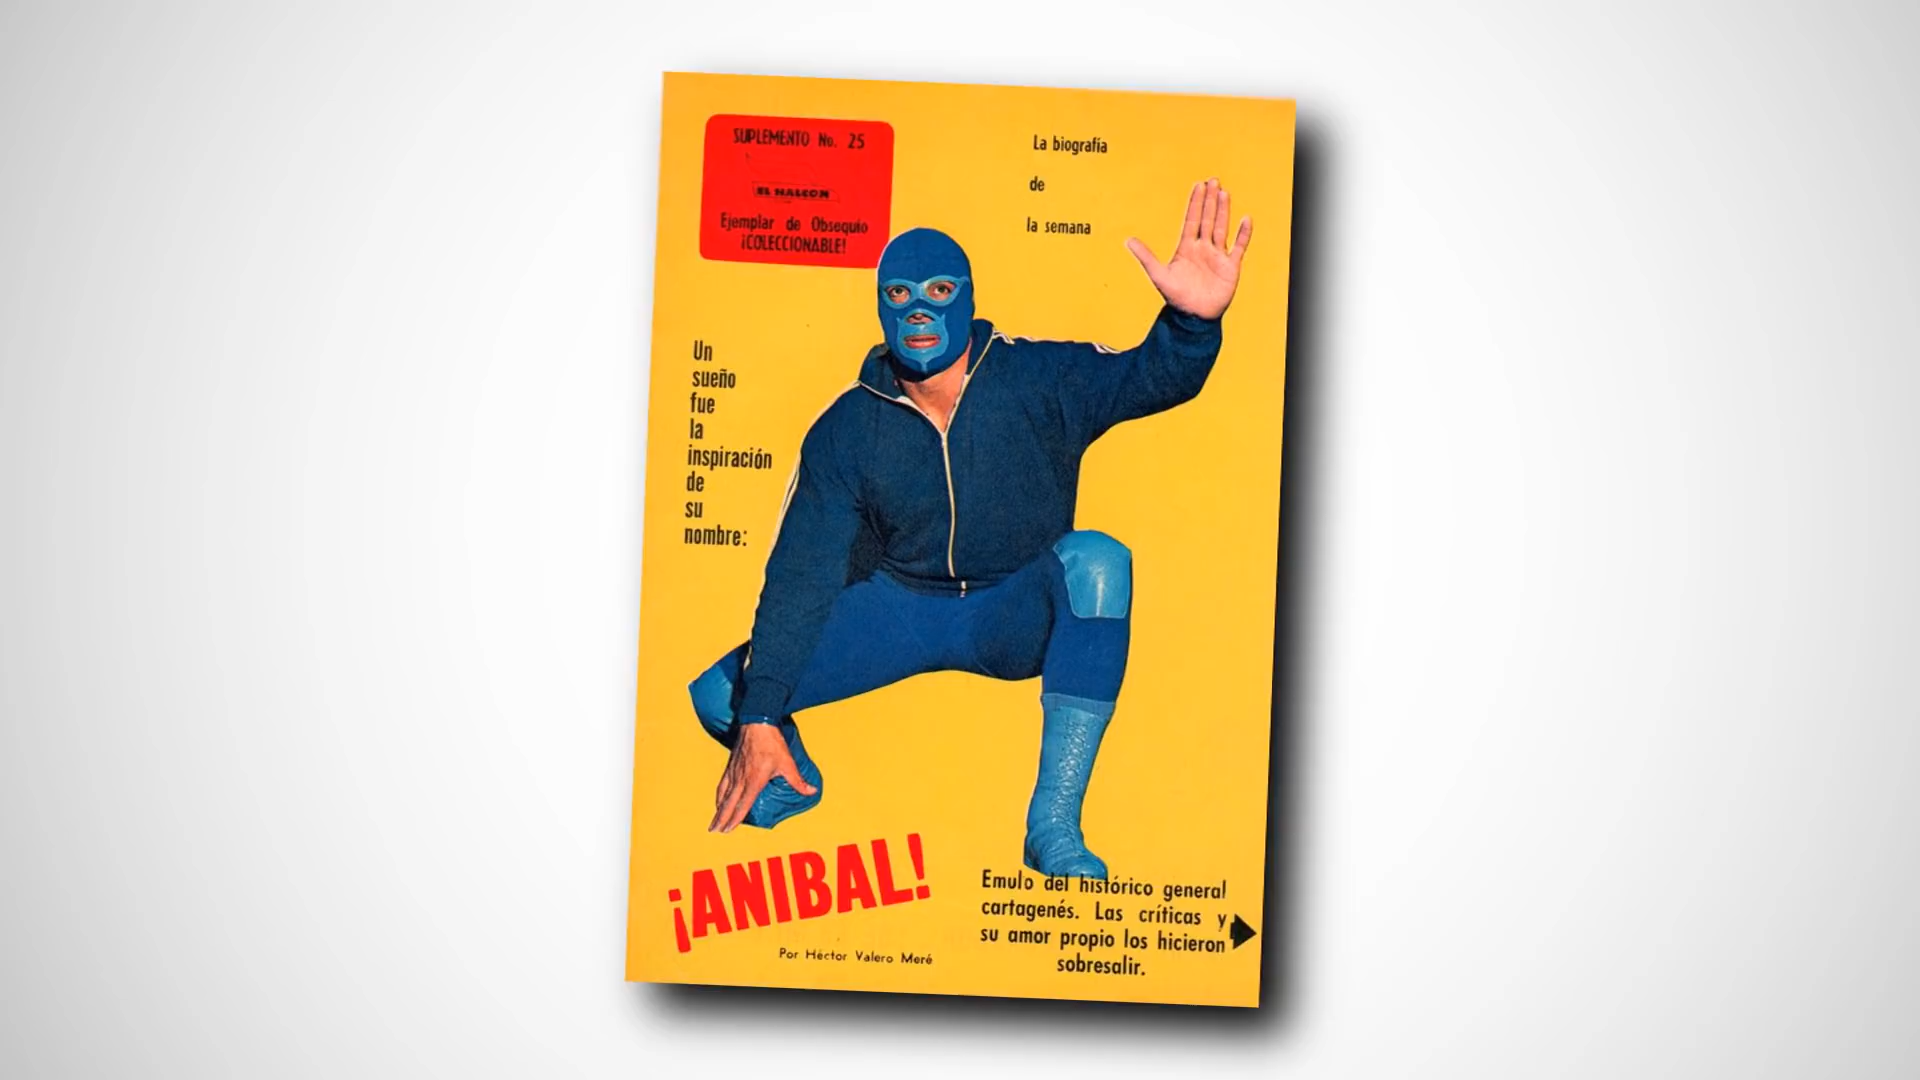 SUPLEMENTO No. 25
EL HALCON
Ejemplar de Obsequio
¡COLECCIONABLE!
La biografía
de
la semana
Un
sueño
fue
la
inspiración
de
su
nombre:
¡ANIBAL!
Por Héctor Valero Meré
Emulo del histórico general
cartagenés. Las críticas y
su amor propio los hicieron
sobresalir.